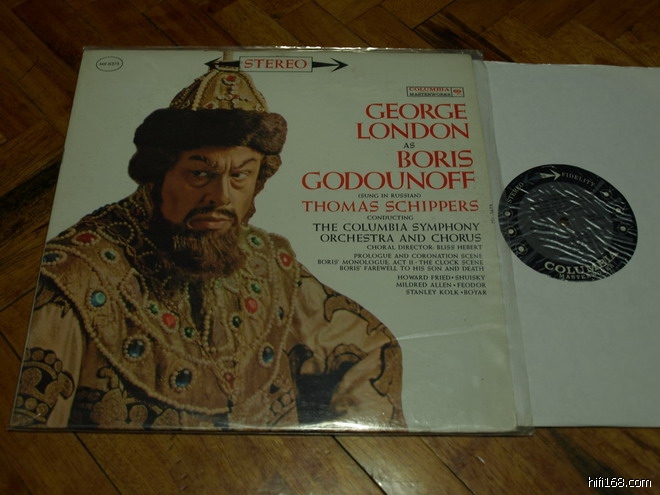 STEREO
COLUMBIA
MASTERWORKS
GEORGE
LONDON
AS
BORIS
GODOUNOFF
(SUNG IN RUSSIAN)
THOMAS SCHIPPERS
CONDUCTING
THE COLUMBIA SYMPHONY
ORCHESTRA AND CHORUS
CHORAL DIRECTOR: BLISS HEBERT
PROLOGUE AND CORONATION SCENE
BORIS' MONOLOGUE, ACT II · THE CLOCK SCENE
BORIS' FAREWELL TO HIS SON AND DEATH
HOWARD FRIED · SHUISKY
MILDRED ALLEN · FEODOR
STANLEY KOLK · BOYAR
FIDELITY
COLUMBIA
hifi168.com